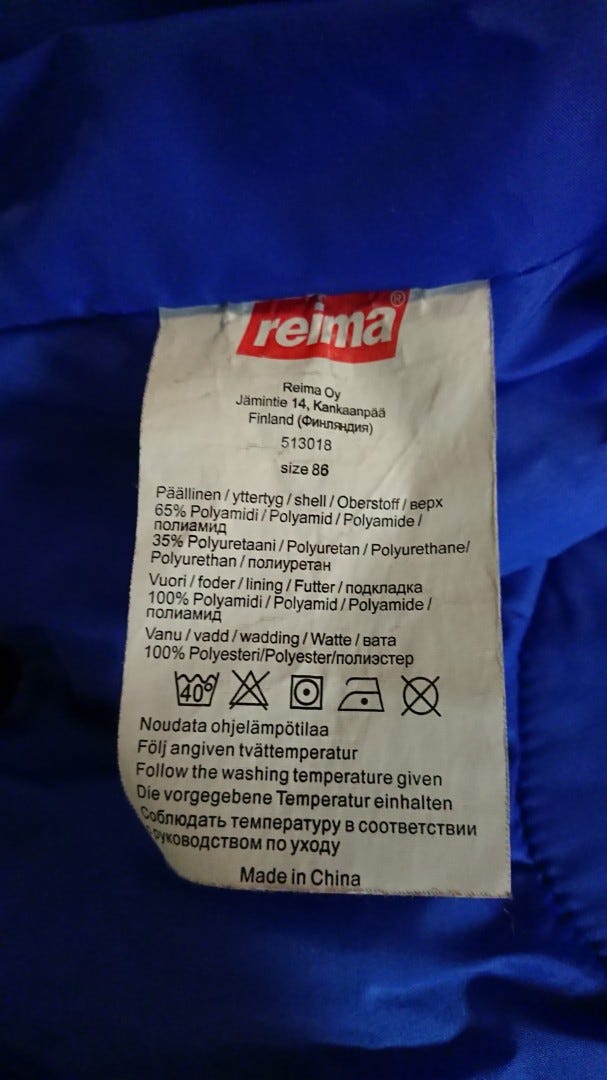 reima®
Reima Oy
Jämintie 14, Kankaanpää
Finland (Финляндия)
513018
size 86
Päällinen / yttertyg / shell / Oberstoff / верх
65% Polyamidi / Polyamid / Polyamide /
полиамид
35% Polyuretaani / Polyuretan / Polyurethane/
Polyurethan / полиуретан
Vuori / foder / lining / Futter / подкладка
100% Polyamidi / Polyamid / Polyamide /
полиамид
Vanu / vadd / wadding / Watte / вата
100% Polyesteri/Polyester/полиэстер
40°
Noudata ohjelämpötilaa
Följ angiven tvättemperatur
Follow the washing temperature given
Die vorgegebene Temperatur einhalten
Соблюдать температуру в соответствии
с руководством по уходу
Made in China